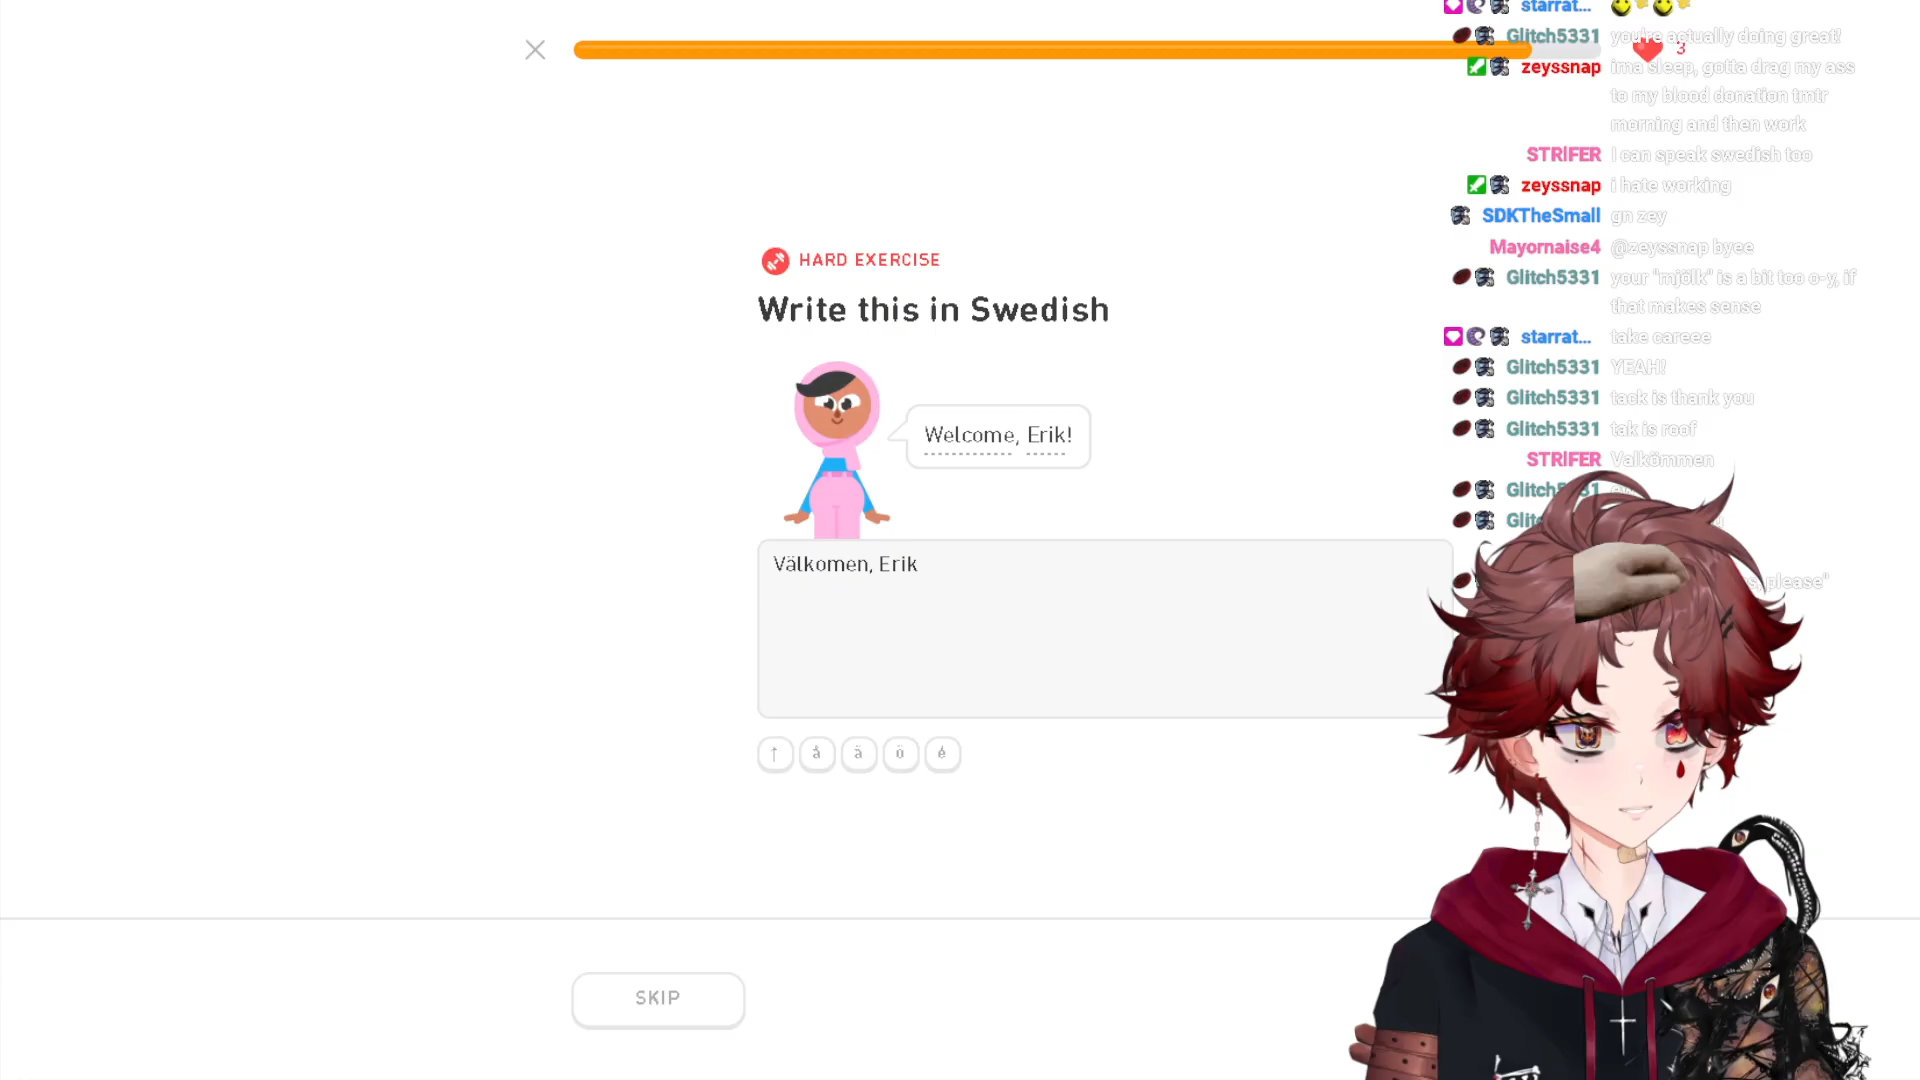 starrat...
Glitch5331 you're actually doing great!
3
zeyssnap ima sleep, gotta drag my ass
to my blood donation tmtr
morning and then work
STRIFER I can speak swedish too
zeyssnap i hate working
SDKTheSmall gn zey
Mayornaise4 @zeyssnap byee
Glitch5331 your "mjölk" is a bit too o-y, if
that makes sense
starrat... take careee
Glitch5331 YEAH!
Glitch5331 tack is thank you
Glitch5331 tak is roof
STRIFER Valkömmen
please"
HARD EXERCISE
Write this in Swedish
Welcome, Erik!
Välkomen, Erik
↑ å ä ö é
SKIP